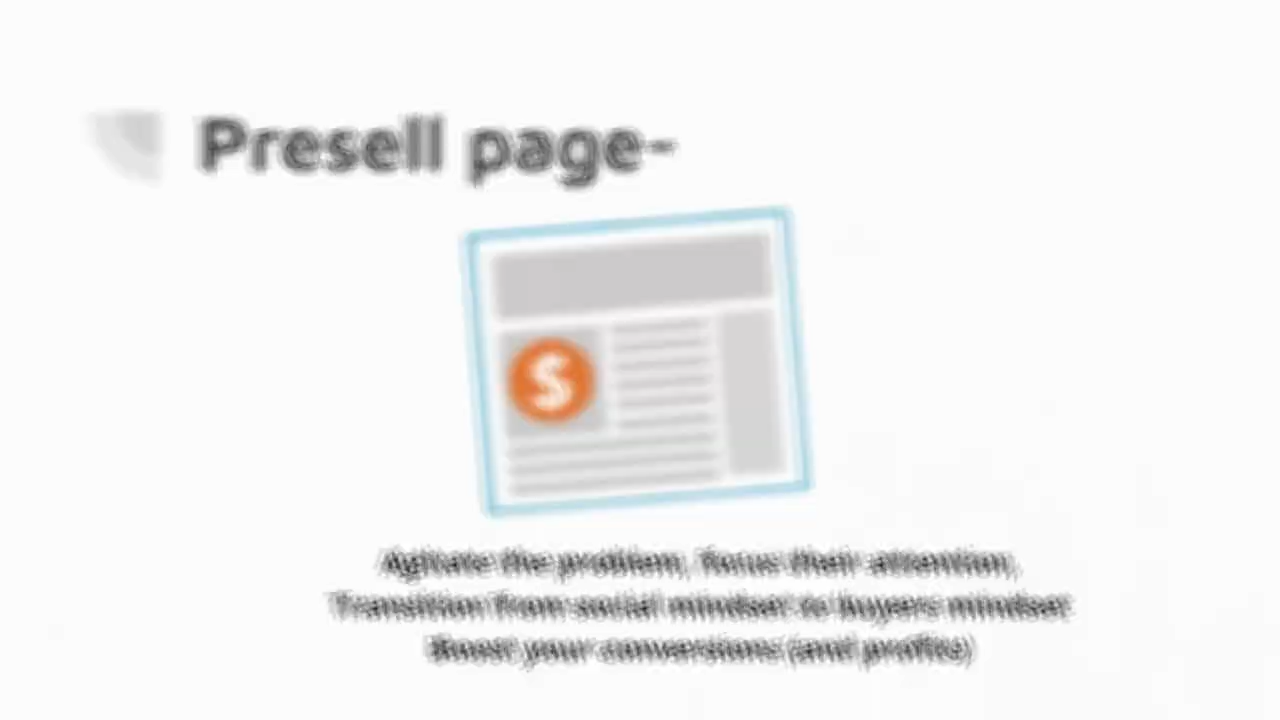 Presell page-
$
Agitate the problem, focus their attention,
Transition from social mindset to buyers mindset
Boost your conversions (and profits)